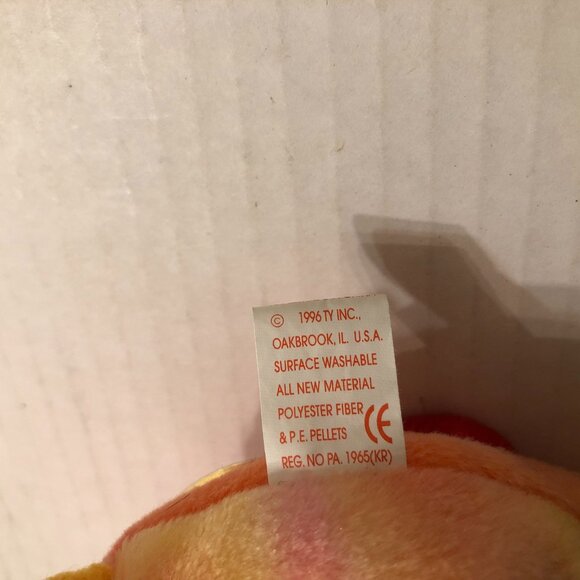 © 1996 TY INC.,
OAKBROOK, IL. U.S.A.
SURFACE WASHABLE
ALL NEW MATERIAL
POLYESTER FIBER
& P.E. PELLETS CE
REG. NO PA. 1965(KR)